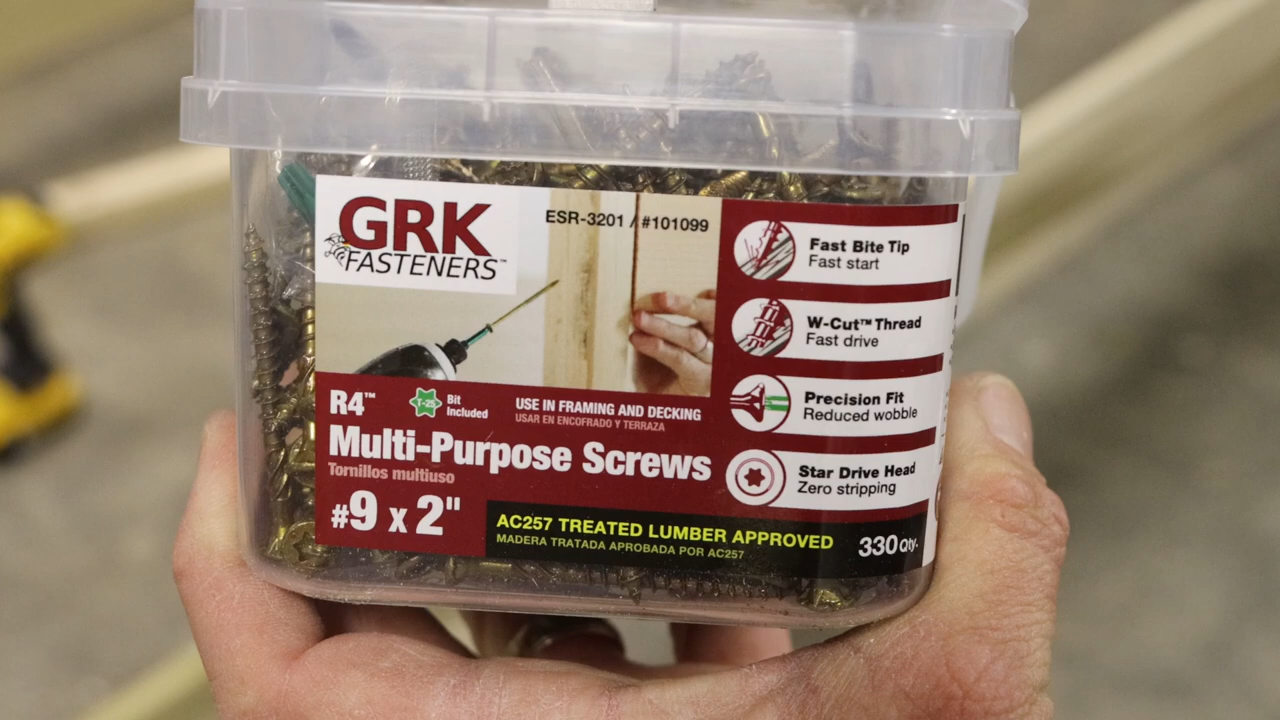 GRK
FASTENERS™
ESR-3201 / #101099
R4™
T-25
Bit
Included
USE IN FRAMING AND DECKING
USAR EN ENCOFRADO Y TERRAZA
Multi-Purpose Screws
Tornillos multiuso
#9 x 2"
AC257 TREATED LUMBER APPROVED
MADERA TRATADA APROBADA POR AC257
330 Qty.
Fast Bite Tip
Fast start
W-Cut™ Thread
Fast drive
Precision Fit
Reduced wobble
Star Drive Head
Zero stripping